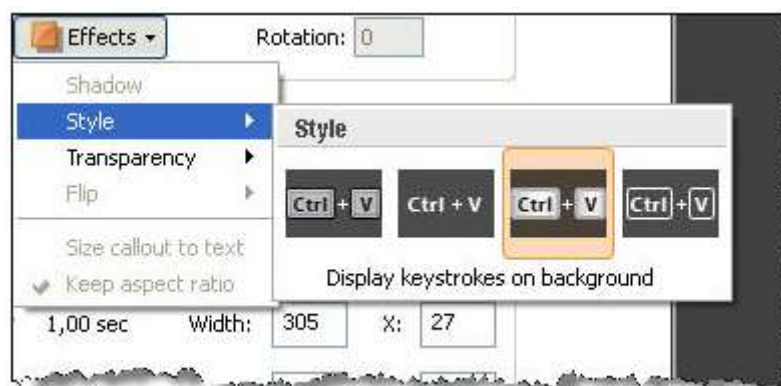 Effects
Rotation: 0
Shadow
Style
Style
Transparency
Flip
Ctrl + V
Ctrl + V
Ctrl + V
Ctrl + V
Size callout to text
Display keystrokes on background
Keep aspect ratio
1,00 sec Width: 305 X: 27